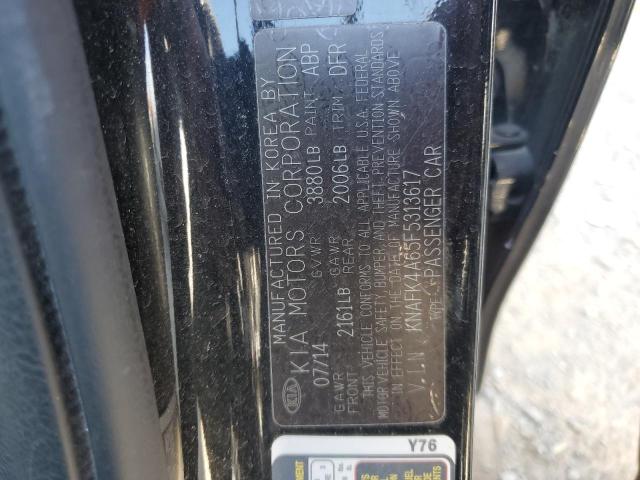 KIA
MANUFACTURED IN KOREA BY
KIA MOTORS CORPORATION
07/14 GVWR 3880LB PAINT ABP
GAWR FRONT 2161LB GAWR REAR 2006LB TRIM DFR
THIS VEHICLE CONFORMS TO ALL APPLICABLE U.S.A. FEDERAL
MOTOR VEHICLE SAFETY, BUMPER, AND THEFT PREVENTION STANDARDS
IN EFFECT ON THE DATE OF MANUFACTURE SHOWN ABOVE
V.I.N: KNAFK4A65F5313617
TYPE: PASSENGER CAR
Y76